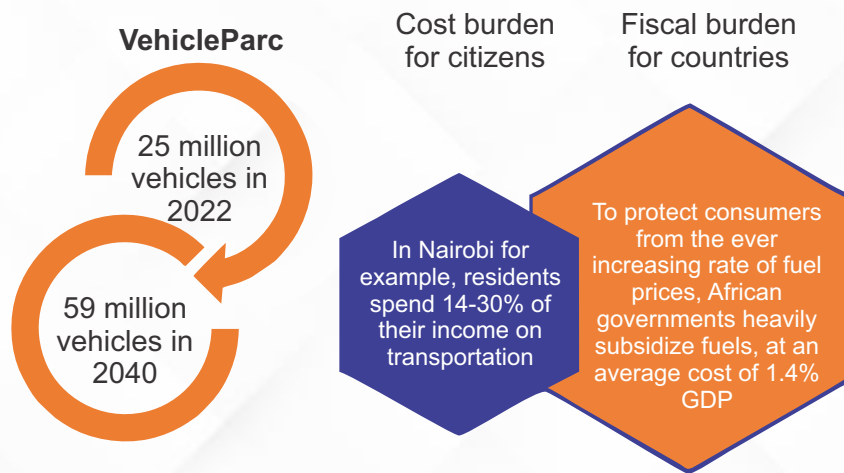 VehicleParc
25 million
vehicles in
2022
59 million
vehicles in
2040
Cost burden
for citizens
In Nairobi for
example, residents
spend 14-30% of
their income on
transportation
Fiscal burden
for countries
To protect consumers
from the ever
increasing rate of fuel
prices, African
governments heavily
subsidize fuels, at an
average cost of 1.4%
GDP